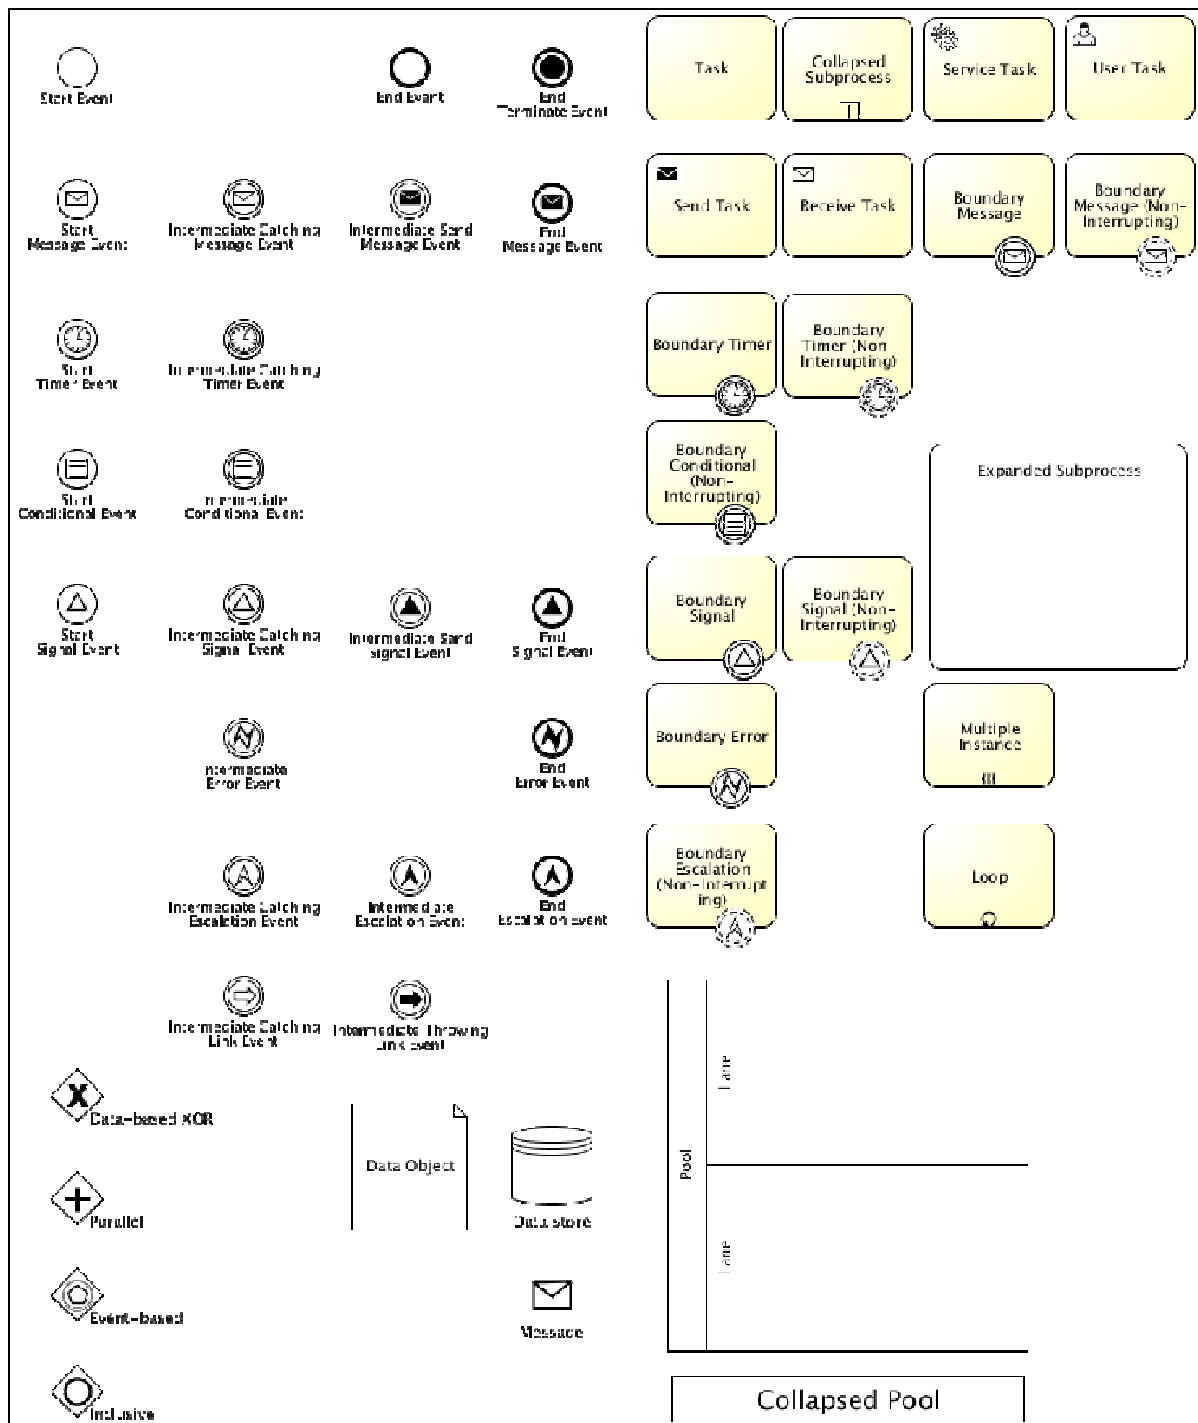 Start Event
End Event
End
Terminate Event
Task
Collapsed
Subprocess
Service Task
User Task
Start
Message Event
Intermediate Catching
Message Event
Intermediate Send
Message Event
End
Message Event
Send Task
Receive Task
Boundary
Message
Boundary
Message (Non-
Interrupting)
Start
Timer Event
Intermediate Catching
Timer Event
Boundary Timer
Boundary
Timer (Non-
Interrupting)
Start
Conditional Event
Intermediate
Conditional Event
Boundary
Conditional
(Non-
Interrupting)
Expanded Subprocess
Start
Signal Event
Intermediate Catching
Signal Event
Intermediate Send
Signal Event
End
Signal Event
Boundary
Signal
Boundary
Signal (Non-
Interrupting)
Intermediate
Error Event
End
Error Event
Boundary Error
Multiple
Instance
Intermediate Catching
Escalation Event
Intermediate
Escalation Event
End
Escalation Event
Boundary
Escalation
(Non-Interrupt
ing)
Loop
Intermediate Catching
Link Event
Intermediate Throwing
Link Event
Data-based XOR
Data Object
Data store
Pool
Lane
Lane
Parallel
Event-based
Message
Inclusive
Collapsed Pool